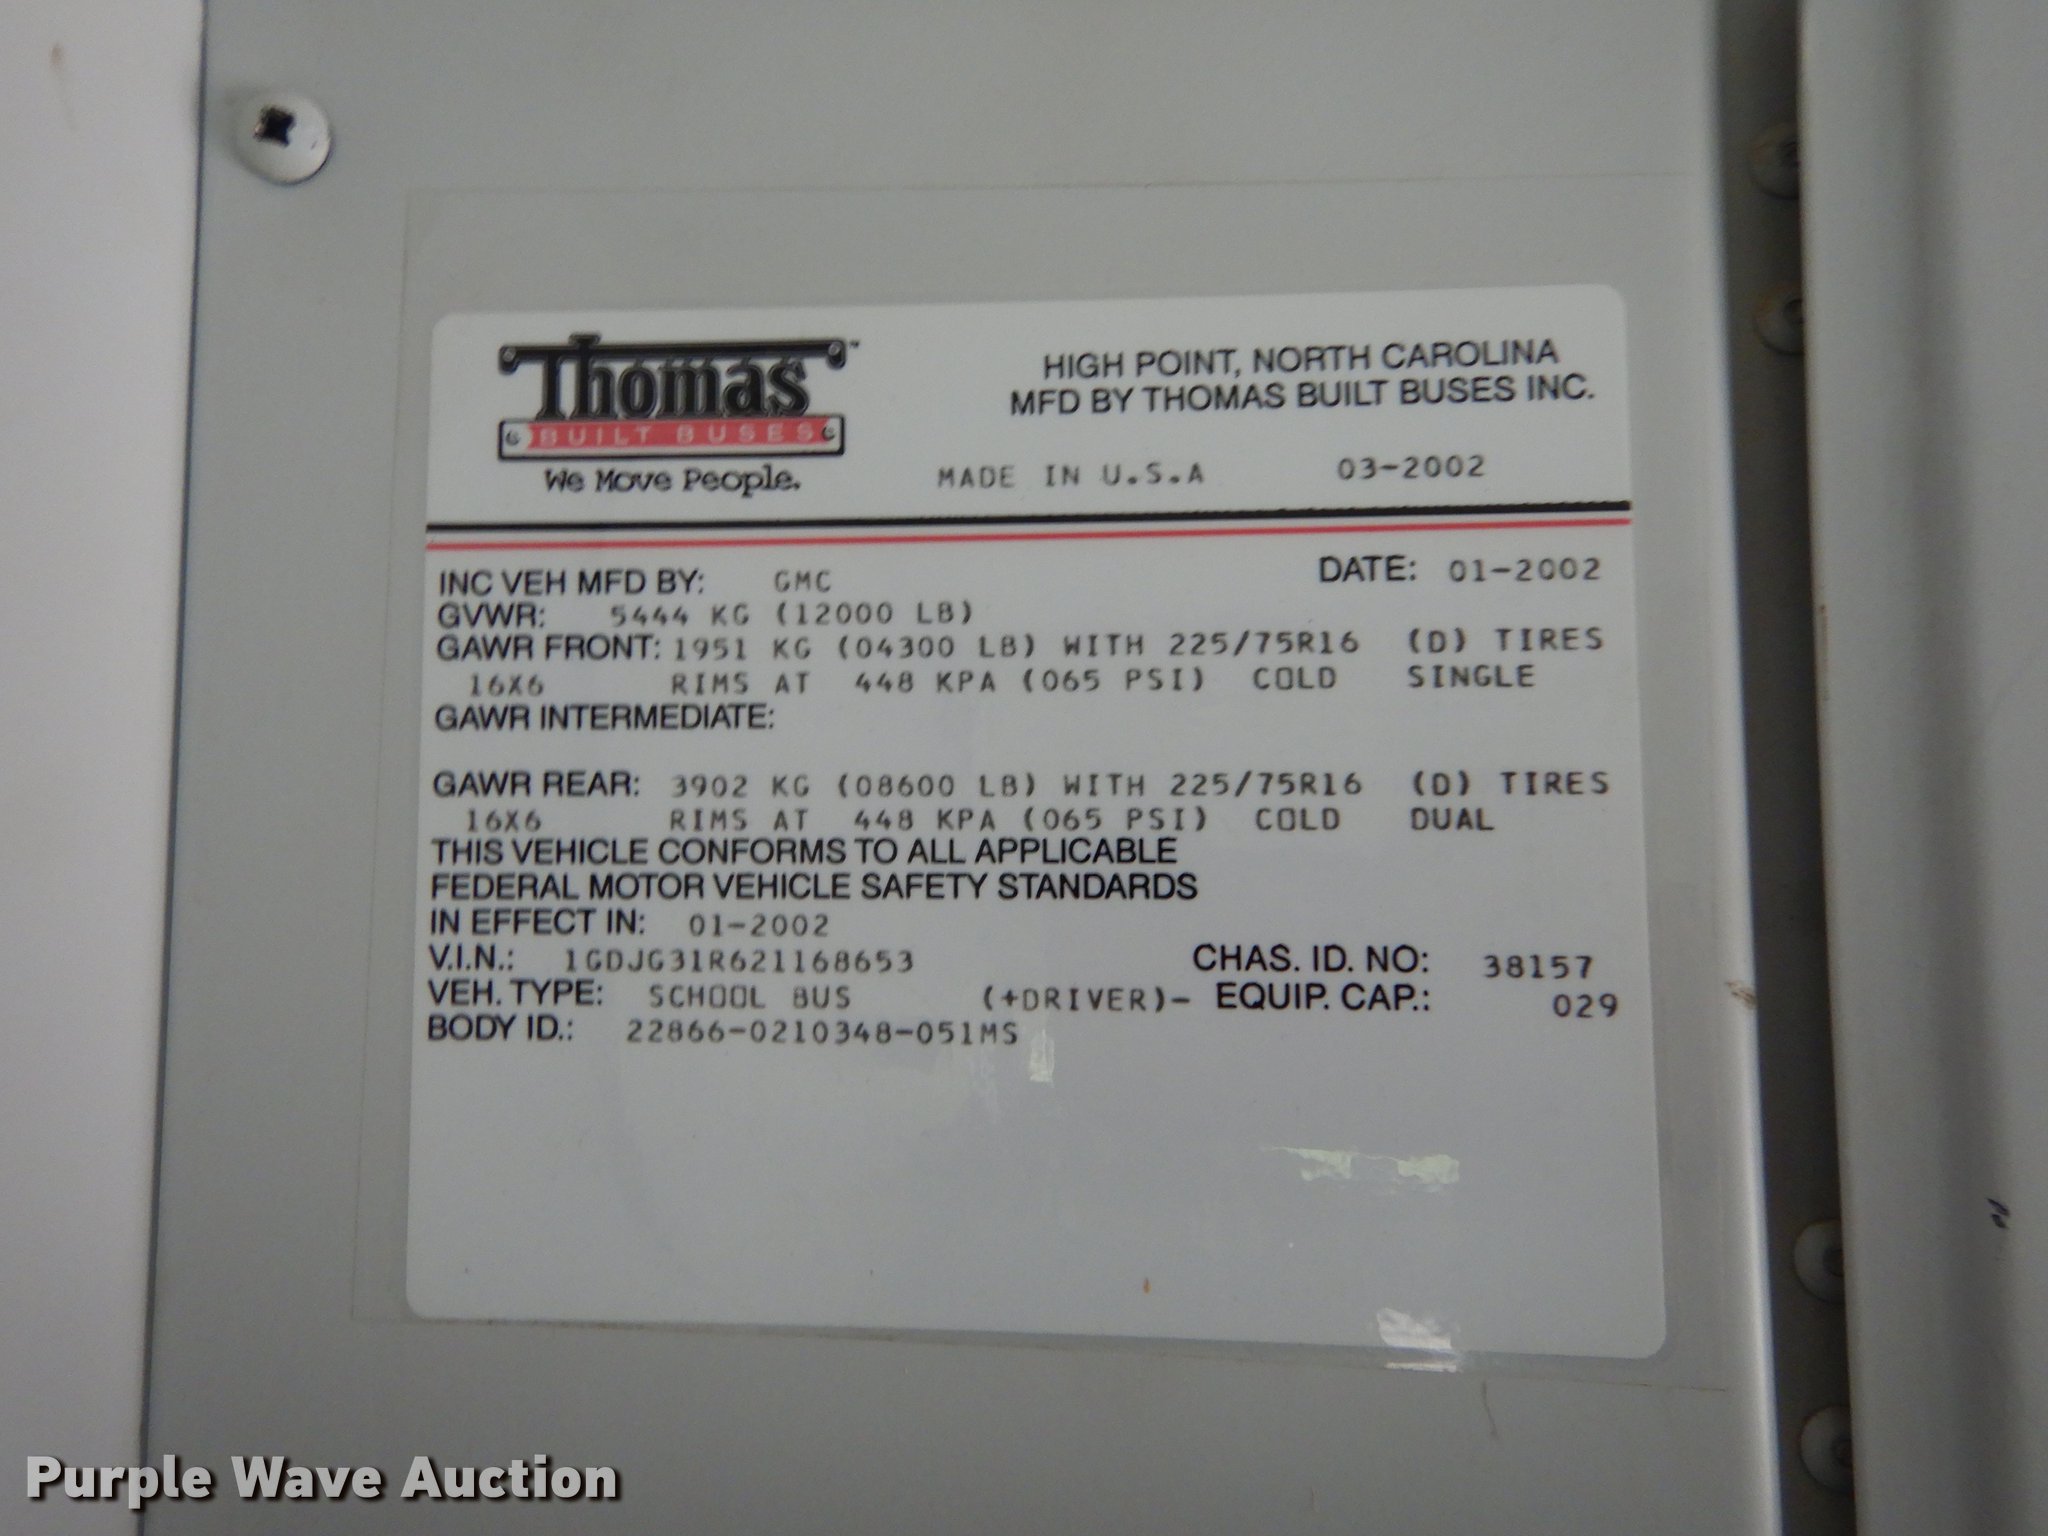 Thomas™
BUILT BUSES
We Move People.
HIGH POINT, NORTH CAROLINA
MFD BY THOMAS BUILT BUSES INC.
MADE IN U.S.A 03-2002
INC VEH MFD BY: GMC DATE: 01-2002
GVWR: 5444 KG (12000 LB)
GAWR FRONT: 1951 KG (04300 LB) WITH 225/75R16 (D) TIRES
16X6 RIMS AT 448 KPA (065 PSI) COLD SINGLE
GAWR INTERMEDIATE:
GAWR REAR: 3902 KG (08600 LB) WITH 225/75R16 (D) TIRES
16X6 RIMS AT 448 KPA (065 PSI) COLD DUAL
THIS VEHICLE CONFORMS TO ALL APPLICABLE
FEDERAL MOTOR VEHICLE SAFETY STANDARDS
IN EFFECT IN: 01-2002
V.I.N.: 1GDJG31R621168653 CHAS. ID. NO: 38157
VEH. TYPE: SCHOOL BUS (+DRIVER)- EQUIP. CAP.: 029
BODY ID.: 22866-0210348-051MS
Purple Wave Auction